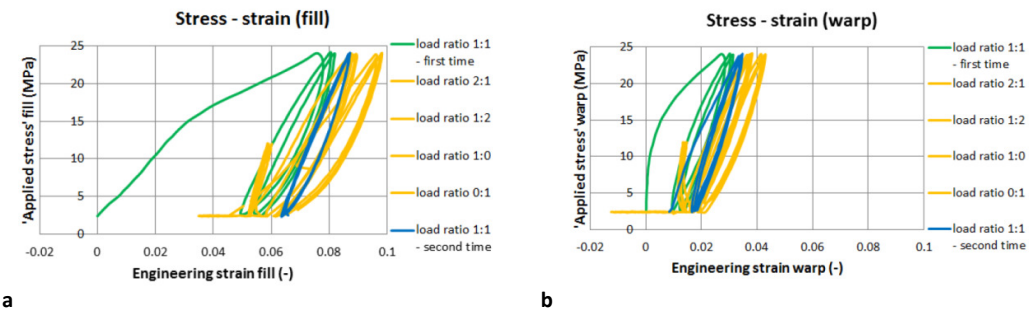 Stress - strain (fill)
'Applied stress' fill (MPa)
25
20
15
10
5
0
-0.02
0
0.02
0.04
0.06
0.08
0.1
Engineering strain fill (-)
load ratio 1:1
- first time
load ratio 2:1
load ratio 1:2
load ratio 1:0
load ratio 0:1
load ratio 1:1
- second time
a
Stress - strain (warp)
'Applied stress' warp (MPa)
25
20
15
10
5
0
-0.02
0
0.02
0.04
0.06
0.08
0.1
Engineering strain warp (-)
load ratio 1:1
- first time
load ratio 2:1
load ratio 1:2
load ratio 1:0
load ratio 0:1
load ratio 1:1
- second time
b